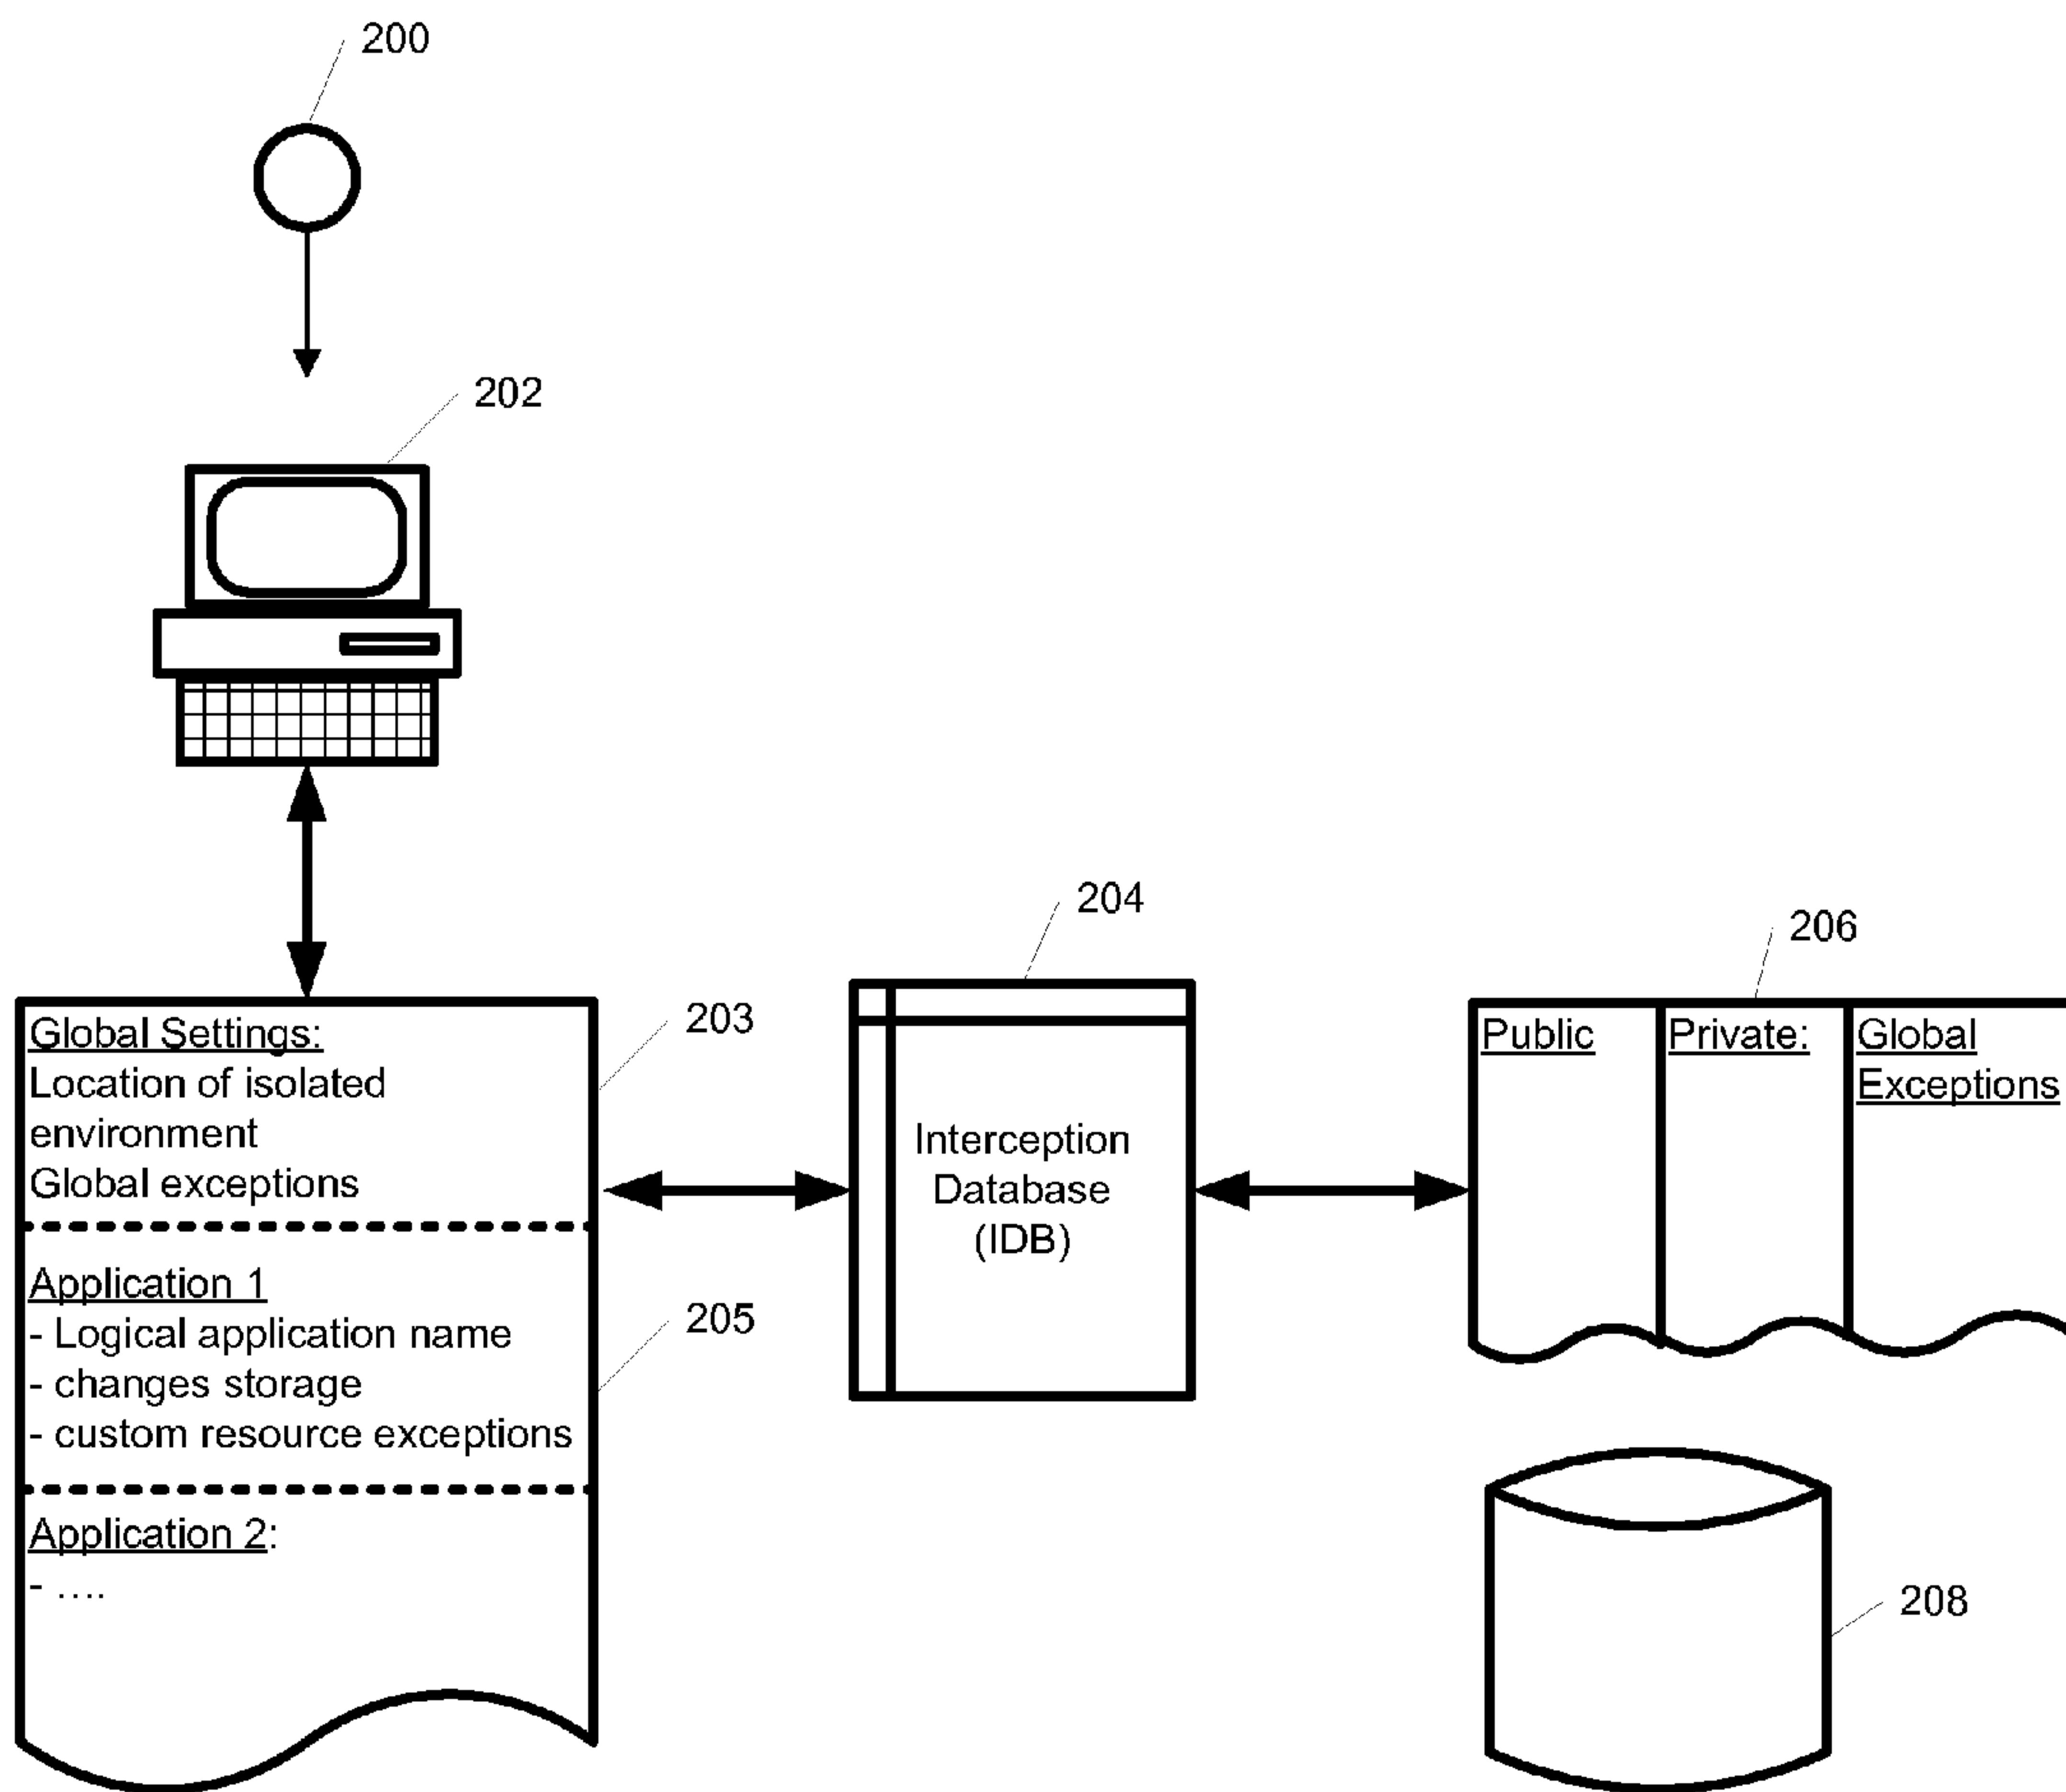 200
202
204
206
203
Global Settings:
Location of isolated
environment
Global exceptions
Application 1
- Logical application name
- changes storage
- custom resource exceptions
205
Application 2:
- ....
Interception
Database
(IDB)
Public
Private:
Global
Exceptions
208